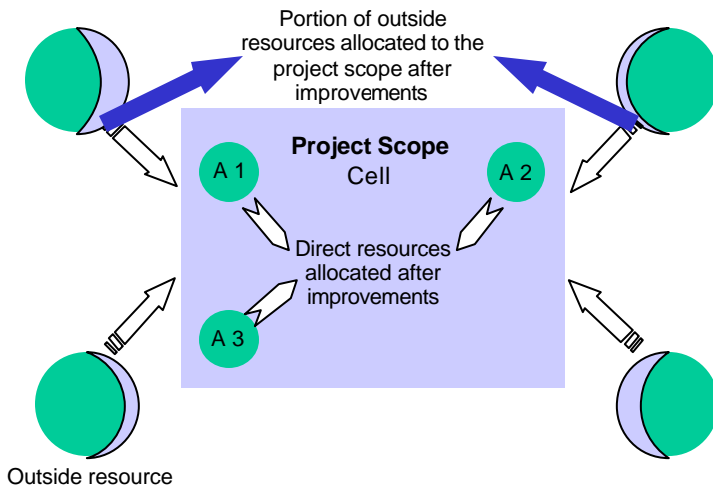 Portion of outside
resources allocated to the
project scope after
improvements
Project Scope
Cell
A 1
A 2
Direct resources
allocated after
improvements
A 3
Outside resource